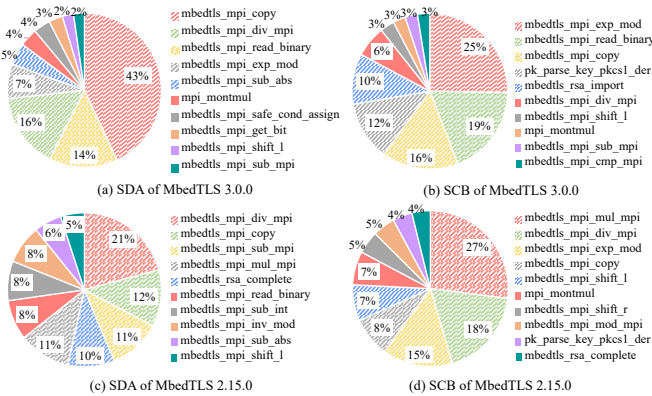 43%
14%
16%
7%
5%
4%
4%
3%
2%
2%
mbedtls_mpi_copy
mbedtls_mpi_div_mpi
mbedtls_mpi_read_binary
mbedtls_mpi_exp_mod
mbedtls_mpi_sub_abs
mpi_montmul
mbedtls_mpi_safe_cond_assign
mbedtls_mpi_get_bit
mbedtls_mpi_shift_l
mbedtls_mpi_sub_mpi
(a) SDA of MbedTLS 3.0.0
25%
19%
16%
12%
10%
6%
3%
3%
3%
3%
mbedtls_mpi_exp_mod
mbedtls_mpi_read_binary
mbedtls_mpi_copy
pk_parse_key_pkcs1_der
mbedtls_rsa_import
mbedtls_mpi_div_mpi
mbedtls_mpi_shift_l
mpi_montmul
mbedtls_mpi_sub_mpi
mbedtls_mpi_cmp_mpi
(b) SCB of MbedTLS 3.0.0
21%
12%
11%
10%
11%
8%
8%
8%
6%
5%
mbedtls_mpi_div_mpi
mbedtls_mpi_copy
mbedtls_mpi_sub_mpi
mbedtls_mpi_mul_mpi
mbedtls_rsa_complete
mbedtls_mpi_read_binary
mbedtls_mpi_sub_int
mbedtls_mpi_inv_mod
mbedtls_mpi_sub_abs
mbedtls_mpi_shift_l
(c) SDA of MbedTLS 2.15.0
27%
18%
15%
8%
7%
7%
5%
5%
4%
4%
mbedtls_mpi_mul_mpi
mbedtls_mpi_div_mpi
mbedtls_mpi_exp_mod
mbedtls_mpi_copy
mbedtls_mpi_shift_l
mpi_montmul
mbedtls_mpi_shift_r
mbedtls_mpi_mod_mpi
pk_parse_key_pkcs1_der
mbedtls_rsa_complete
(d) SCB of MbedTLS 2.15.0